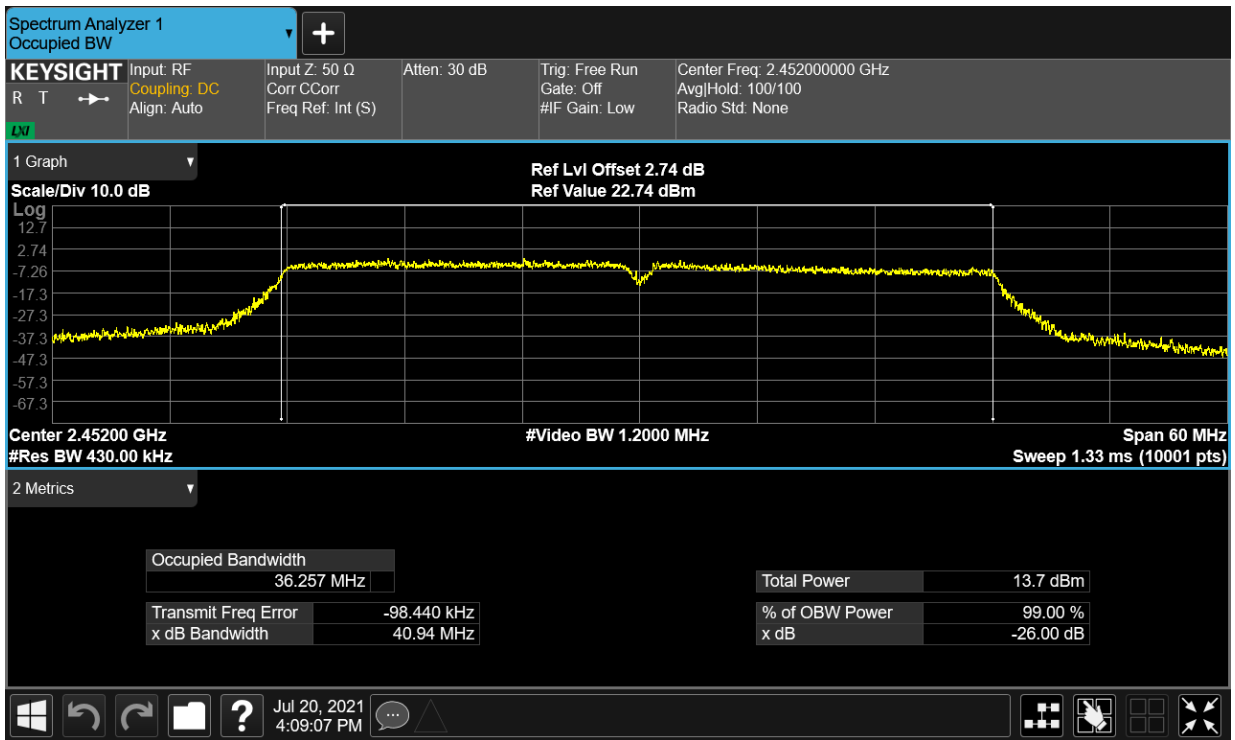 Spectrum Analyzer 1
Occupied BW
▼
+
KEYSIGHT
R T
LXI
Input: RF
Coupling: DC
Align: Auto
Input Z: 50 Ω
Corr CCorr
Freq Ref: Int (S)
Atten: 30 dB
Trig: Free Run
Gate: Off
#IF Gain: Low
Center Freq: 2.452000000 GHz
Avg|Hold: 100/100
Radio Std: None
1 Graph
▼
Scale/Div 10.0 dB
Ref Lvl Offset 2.74 dB
Ref Value 22.74 dBm
Log
12.7
2.74
-7.26
-17.3
-27.3
-37.3
-47.3
-57.3
-67.3
Center 2.45200 GHz
#Res BW 430.00 kHz
#Video BW 1.2000 MHz
Span 60 MHz
Sweep 1.33 ms (10001 pts)
2 Metrics
▼
Occupied Bandwidth
36.257 MHz
Transmit Freq Error -98.440 kHz
x dB Bandwidth 40.94 MHz
Total Power 13.7 dBm
% of OBW Power 99.00 %
x dB -26.00 dB
?
Jul 20, 2021
4:09:07 PM
...